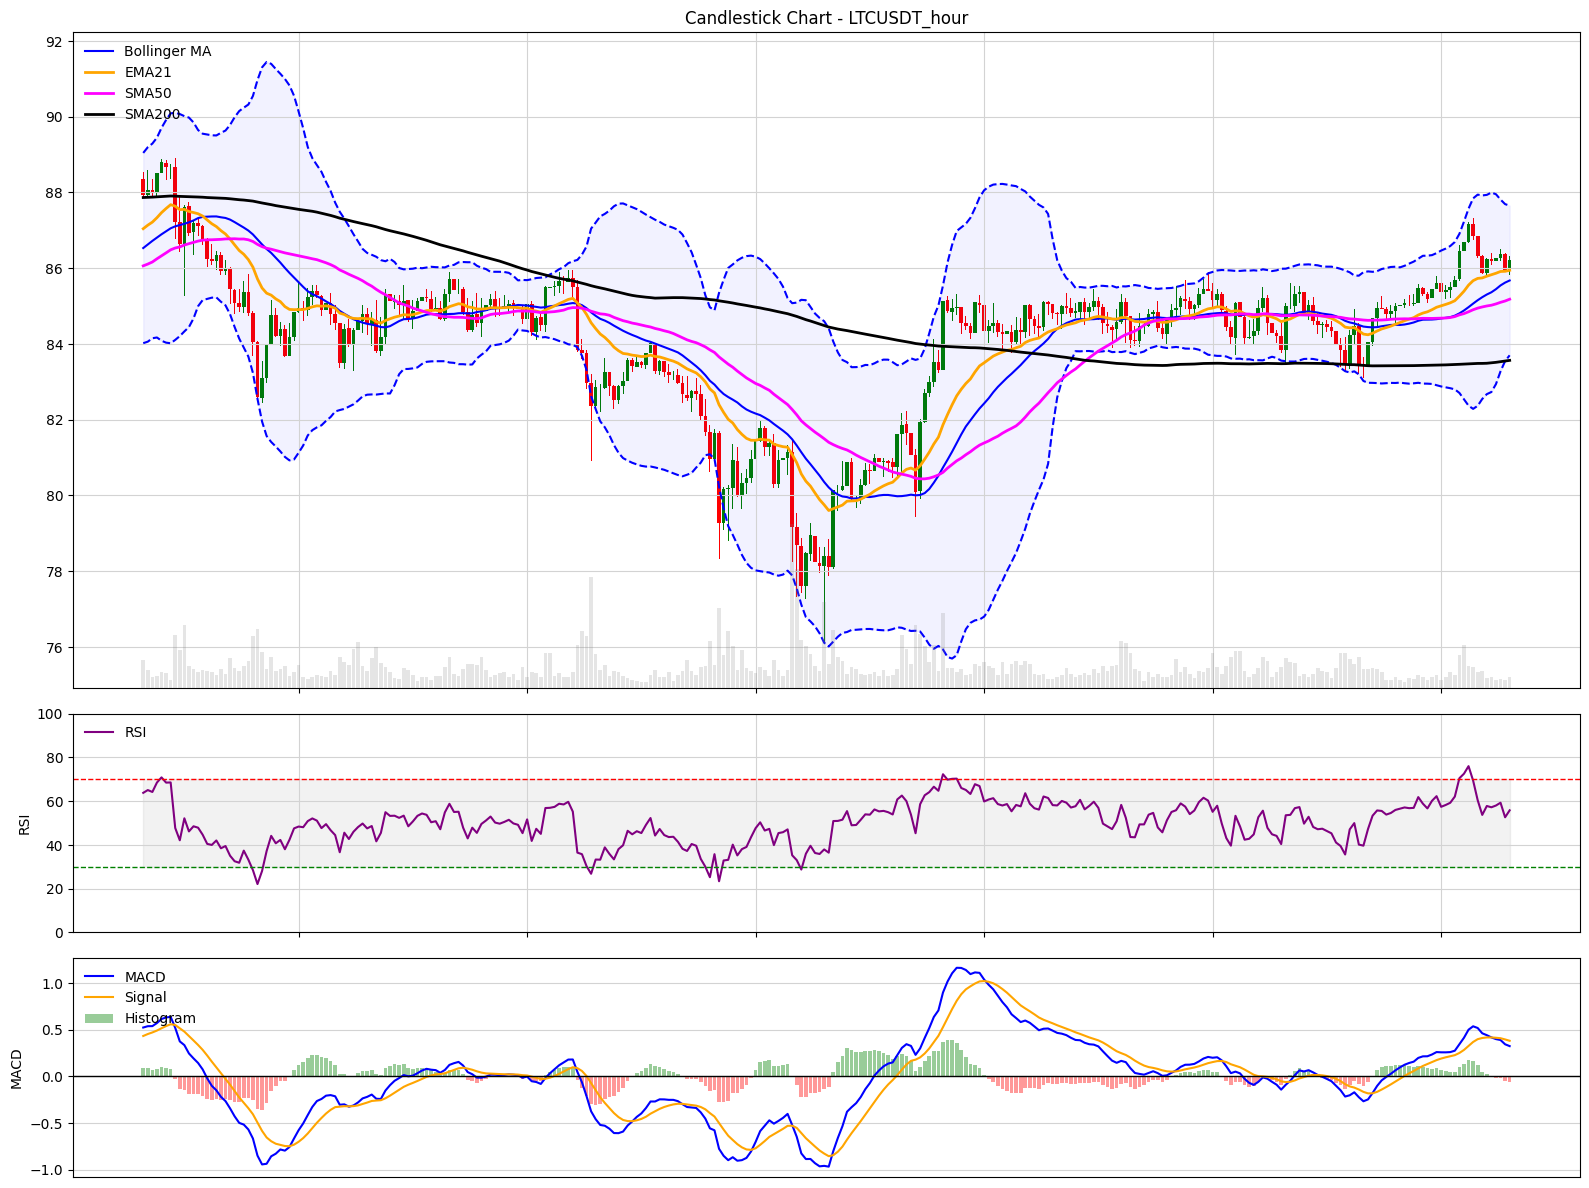 Candlestick Chart - LTCUSDT_hour
92
90
88
86
84
82
80
78
76
Bollinger MA
EMA21
SMA50
SMA200
100
80
60
40
20
0
RSI
RSI
1.0
0.5
0.0
−0.5
−1.0
MACD
MACD
Signal
Histogram